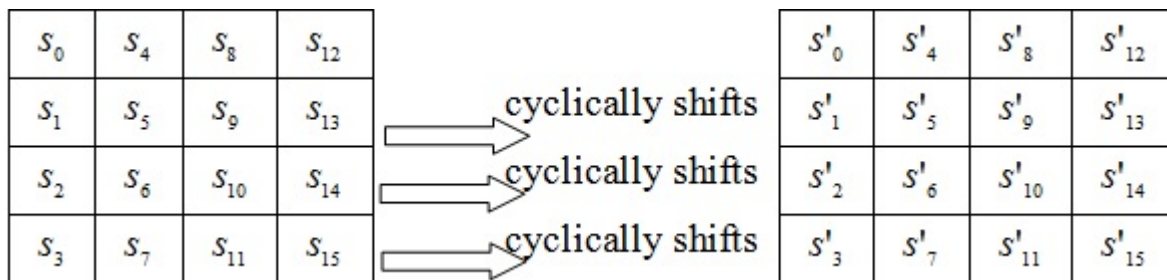 S₀ S₄ S₈ S₁₂ S'₀ S'₄ S'₈ S'₁₂
S₁ S₅ S₉ S₁₃ cyclically shifts S'₁ S'₅ S'₉ S'₁₃
S₂ S₆ S₁₀ S₁₄ cyclically shifts S'₂ S'₆ S'₁₀ S'₁₄
S₃ S₇ S₁₁ S₁₅ cyclically shifts S'₃ S'₇ S'₁₁ S'₁₅